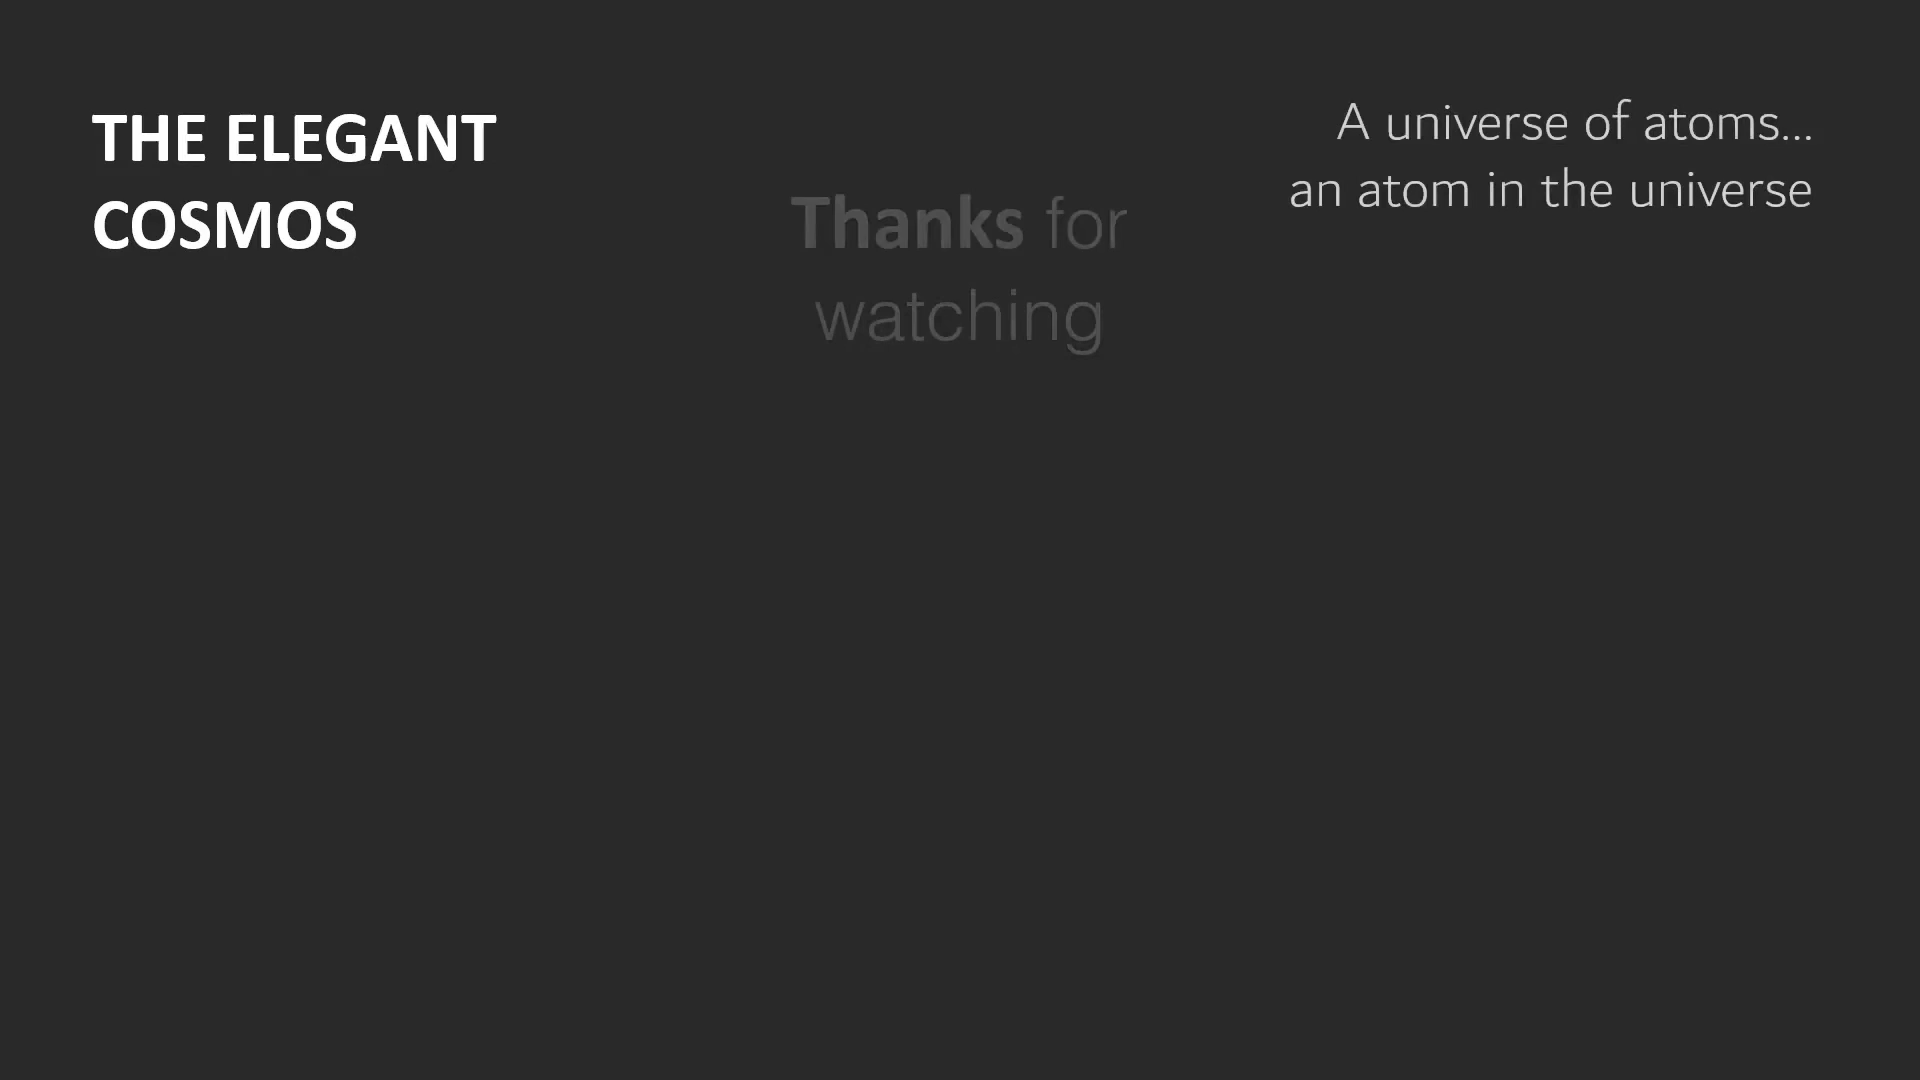 THE ELEGANT
COSMOS
Thanks for
watching
A universe of atoms...
an atom in the universe